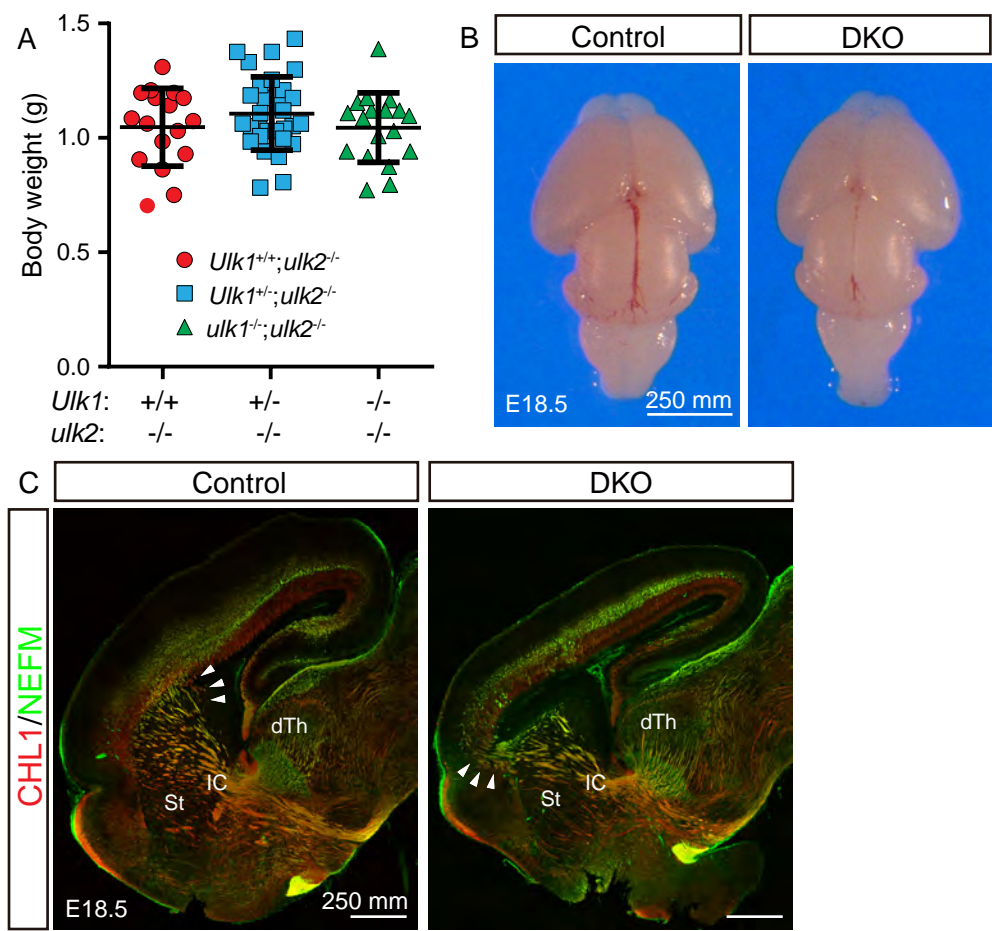 A
Body weight (g)
1.5
1.0
0.5
0.0
Ulk1+/+;ulk2-/-
Ulk1+/-;ulk2-/-
ulk1-/-;ulk2-/-
Ulk1: +/+ +/- -/-
ulk2: -/- -/- -/-
B
Control
DKO
E18.5
250 mm
C
Control
DKO
CHL1/NEFM
dTh
IC
St
E18.5
250 mm
dTh
IC
St